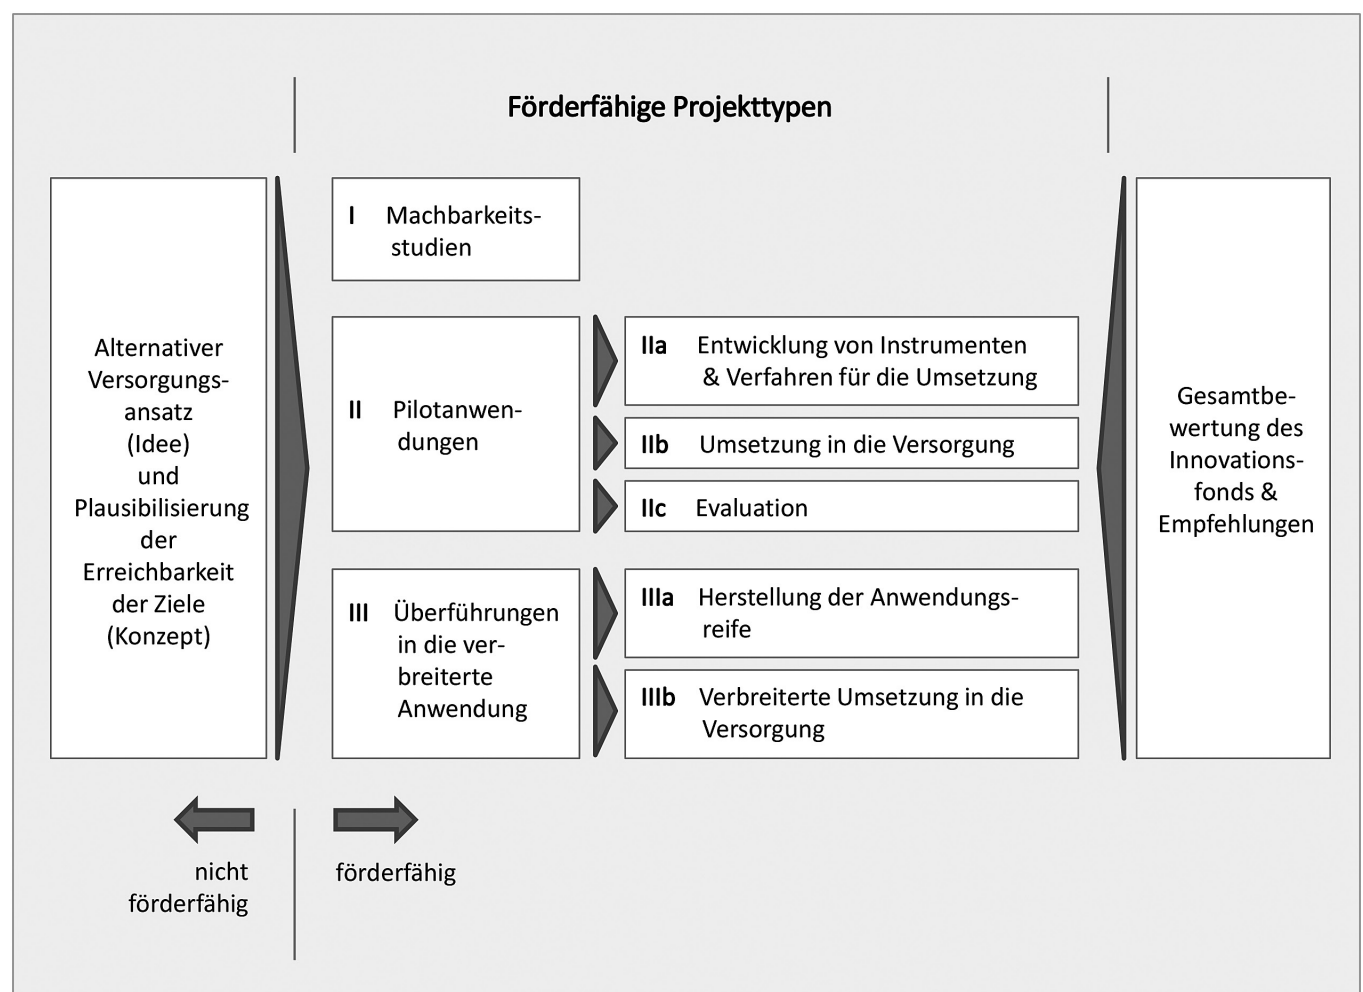 Förderfähige Projekttypen
Alternativer
Versorgungs-
ansatz
(Idee)
und
Plausibilisierung
der
Erreichbarkeit
der Ziele
(Konzept)
I Machbarkeits-
studien
II Pilotanwen-
dungen
IIa Entwicklung von Instrumenten
& Verfahren für die Umsetzung
IIb Umsetzung in die Versorgung
IIc Evaluation
III Überführungen
in die ver-
breiterte
Anwendung
IIIa Herstellung der Anwendungs-
reife
IIIb Verbreiterte Umsetzung in die
Versorgung
Gesamtbe-
wertung des
Innovations-
fonds &
Empfehlungen
nicht
förderfähig
förderfähig